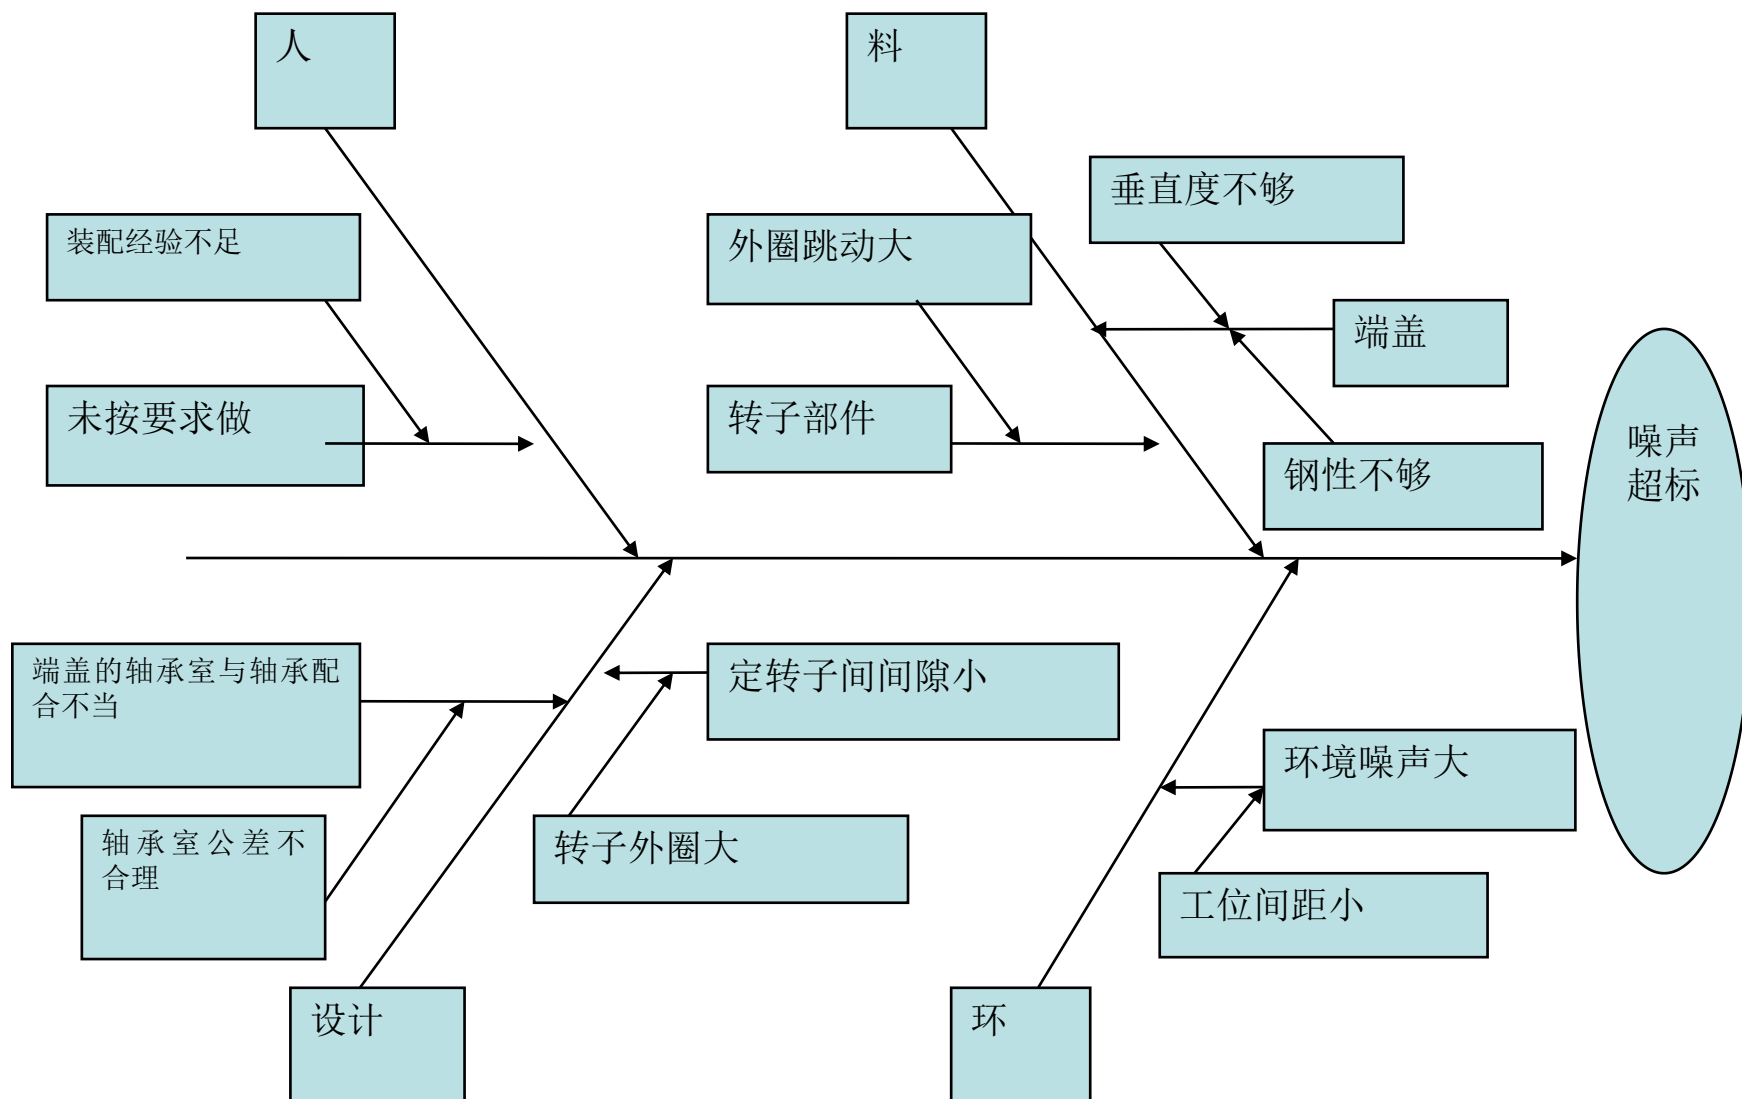 人
料
垂直度不够
装配经验不足
外圈跳动大
端盖
未按要求做
转子部件
钢性不够
噪声
超标
端盖的轴承室与轴承配
合不当
定转子间间隙小
环境噪声大
轴承室公差不
合理
转子外圈大
工位间距小
设计
环